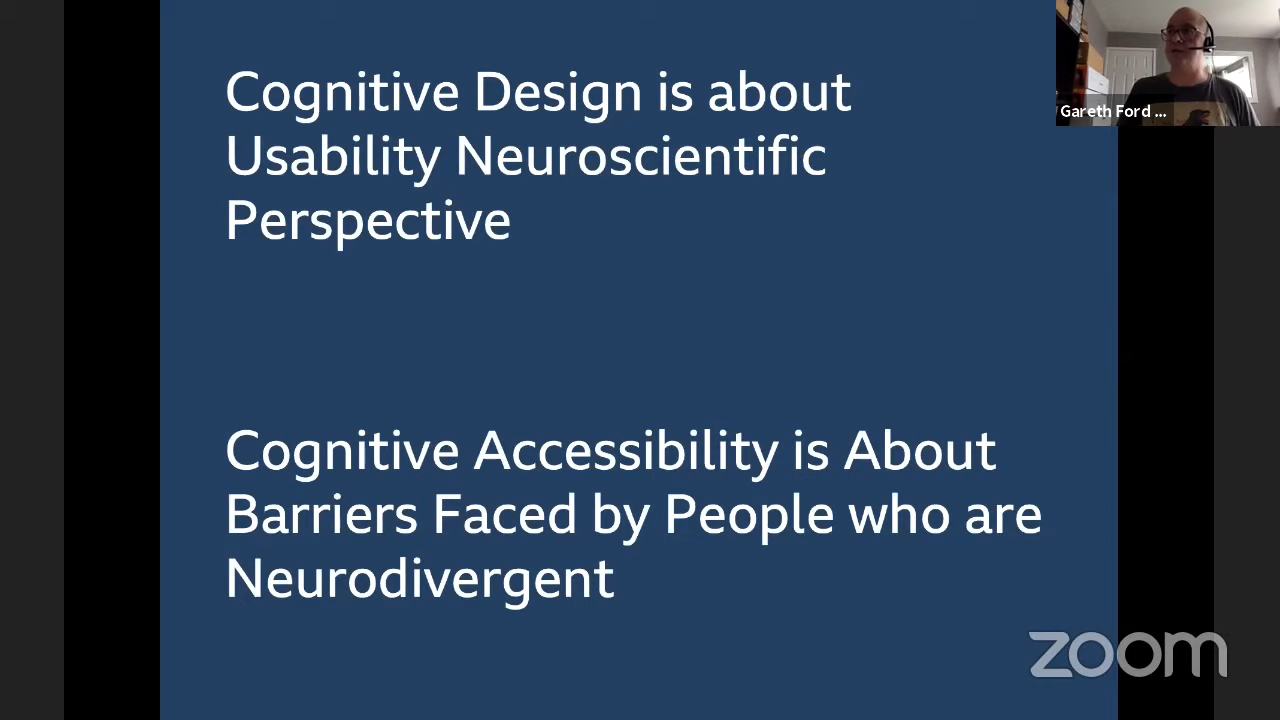 Cognitive Design is about
Usability Neuroscientific
Perspective
Gareth Ford ...
Cognitive Accessibility is About
Barriers Faced by People who are
Neurodivergent
zoom